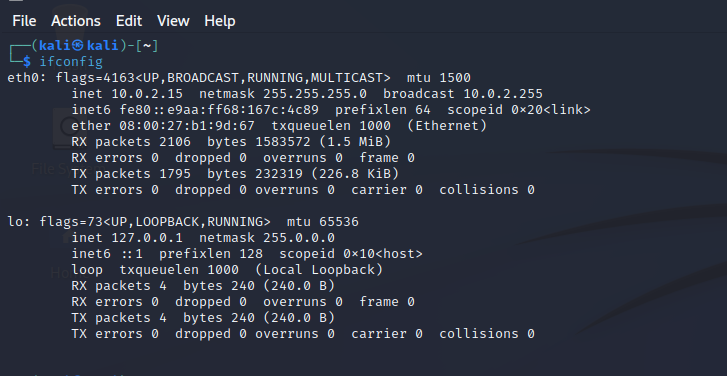 File Actions Edit View Help
┌──(kali㉿kali)-[~]
└─$ ifconfig
eth0: flags=4163<UP,BROADCAST,RUNNING,MULTICAST>  mtu 1500
        inet 10.0.2.15  netmask 255.255.255.0  broadcast 10.0.2.255
        inet6 fe80::e9aa:ff68:167c:4c89  prefixlen 64  scopeid 0×20<link>
        ether 08:00:27:b1:9d:67  txqueuelen 1000  (Ethernet)
        RX packets 2106  bytes 1583572 (1.5 MiB)
        RX errors 0  dropped 0  overruns 0  frame 0
        TX packets 1795  bytes 232319 (226.8 KiB)
        TX errors 0  dropped 0 overruns 0  carrier 0  collisions 0
lo: flags=73<UP,LOOPBACK,RUNNING>  mtu 65536
        inet 127.0.0.1  netmask 255.0.0.0
        inet6 ::1  prefixlen 128  scopeid 0×10<host>
        loop  txqueuelen 1000  (Local Loopback)
        RX packets 4  bytes 240 (240.0 B)
        RX errors 0  dropped 0  overruns 0  frame 0
        TX packets 4  bytes 240 (240.0 B)
        TX errors 0  dropped 0 overruns 0  carrier 0  collisions 0